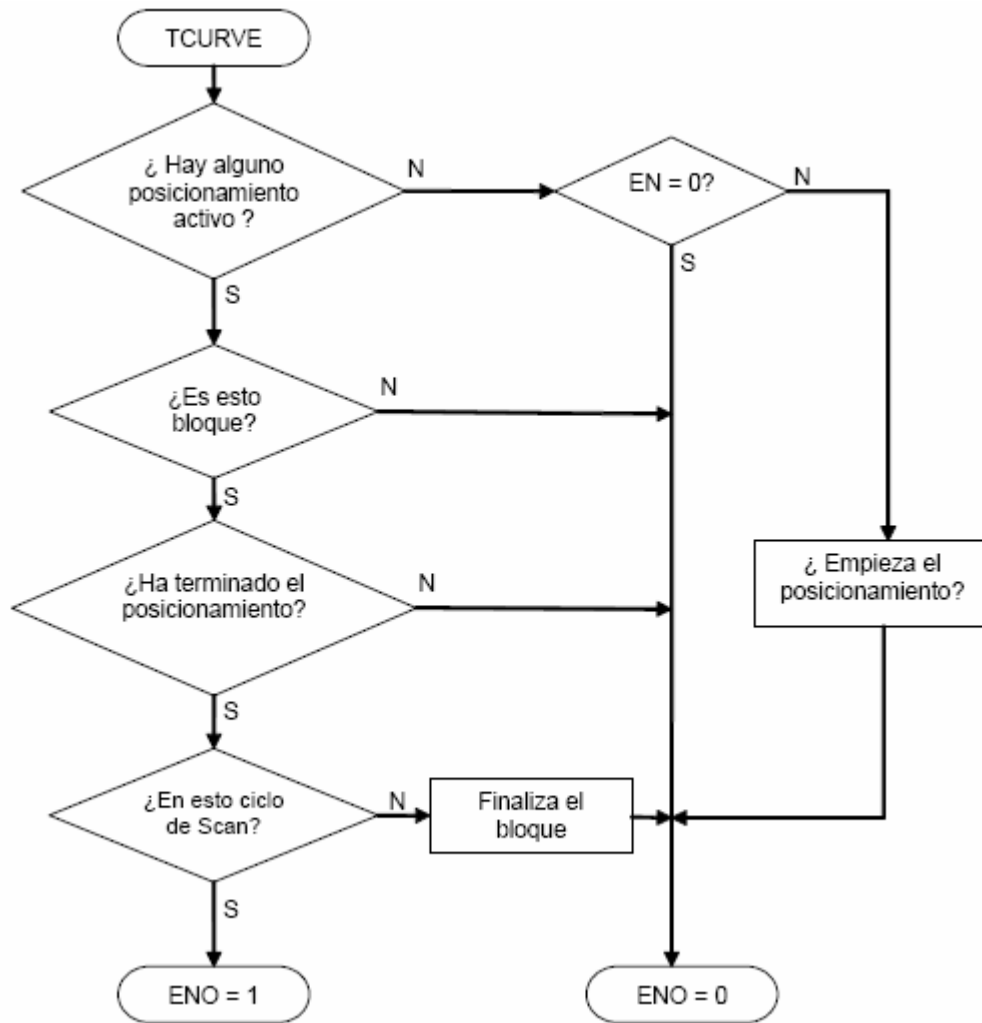 TCURVE
¿ Hay alguno
posicionamiento
activo ?
N
EN = 0?
N
S
S
¿Es esto
bloque?
N
S
¿Ha terminado el
posicionamiento?
N
¿ Empieza el
posicionamiento?
S
¿En esto ciclo
de Scan?
N
Finaliza el
bloque
S
ENO = 1
ENO = 0